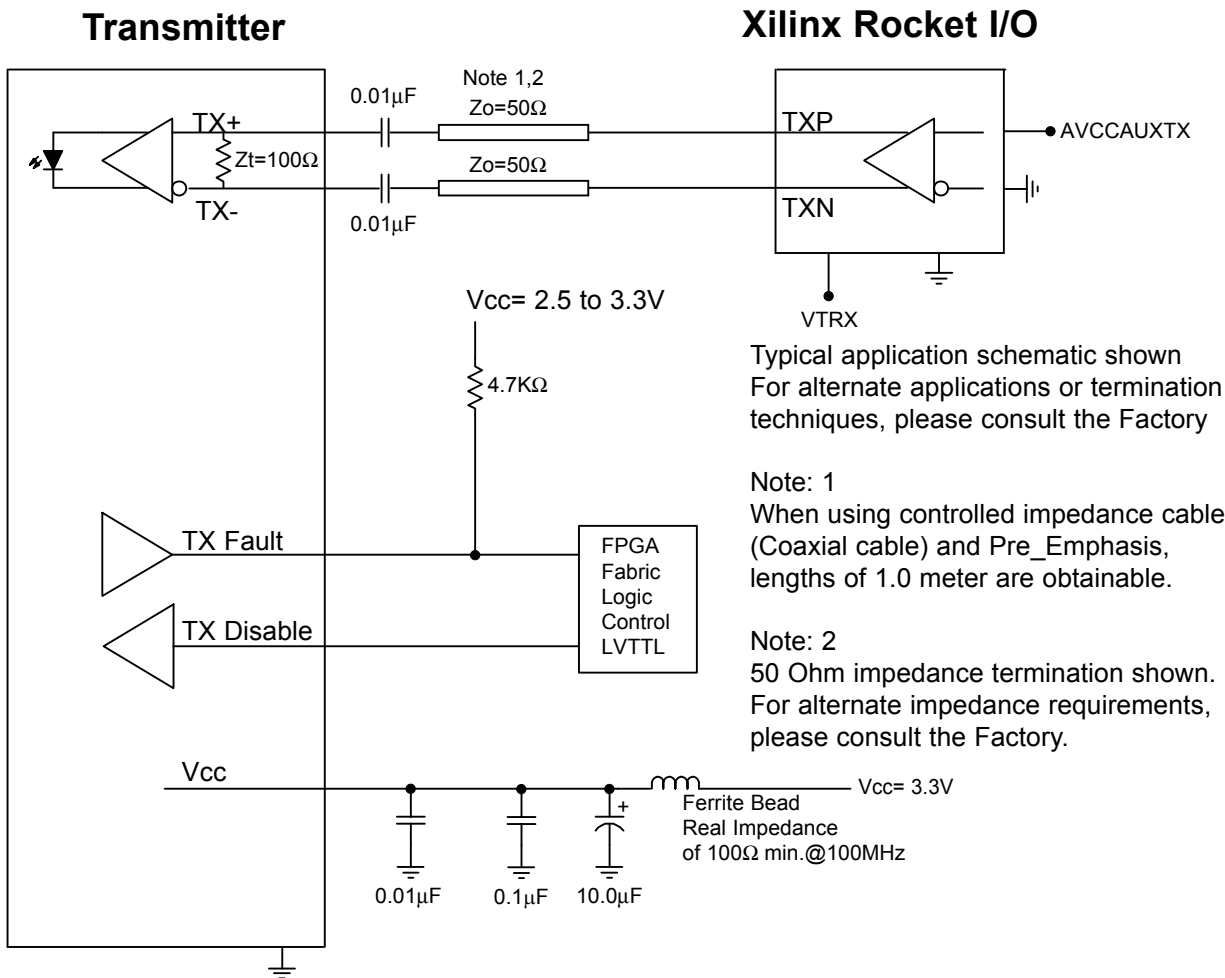 Transmitter
Xilinx Rocket I/O
Note 1,2
0.01µF
Zo=50Ω
TX+
TXP
AVCCAUXTX
Zt=100Ω
Zo=50Ω
TX-
TXN
0.01µF
Vcc= 2.5 to 3.3V
VTRX
4.7KΩ
Typical application schematic shown
For alternate applications or termination
techniques, please consult the Factory
Note: 1
When using controlled impedance cable
(Coaxial cable) and Pre_Emphasis,
lengths of 1.0 meter are obtainable.
Note: 2
50 Ohm impedance termination shown.
For alternate impedance requirements,
please consult the Factory.
TX Fault
TX Disable
FPGA
Fabric
Logic
Control
LVTTL
Vcc
Vcc= 3.3V
+
Ferrite Bead
Real Impedance
of 100Ω min.@100MHz
0.01µF
0.1µF
10.0µF